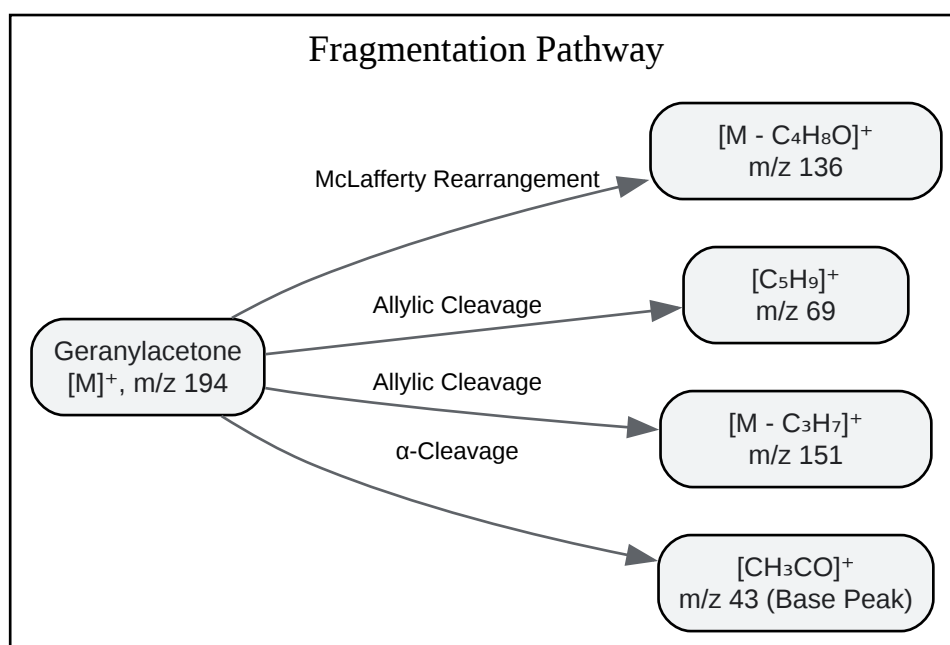 Fragmentation Pathway
[M - C₄H₈O]⁺
m/z 136
McLafferty Rearrangement
[C₅H₉]⁺
m/z 69
Allylic Cleavage
Geranylacetone
[M]⁺, m/z 194
Allylic Cleavage
[M - C₃H₇]⁺
m/z 151
α-Cleavage
[CH₃CO]⁺
m/z 43 (Base Peak)